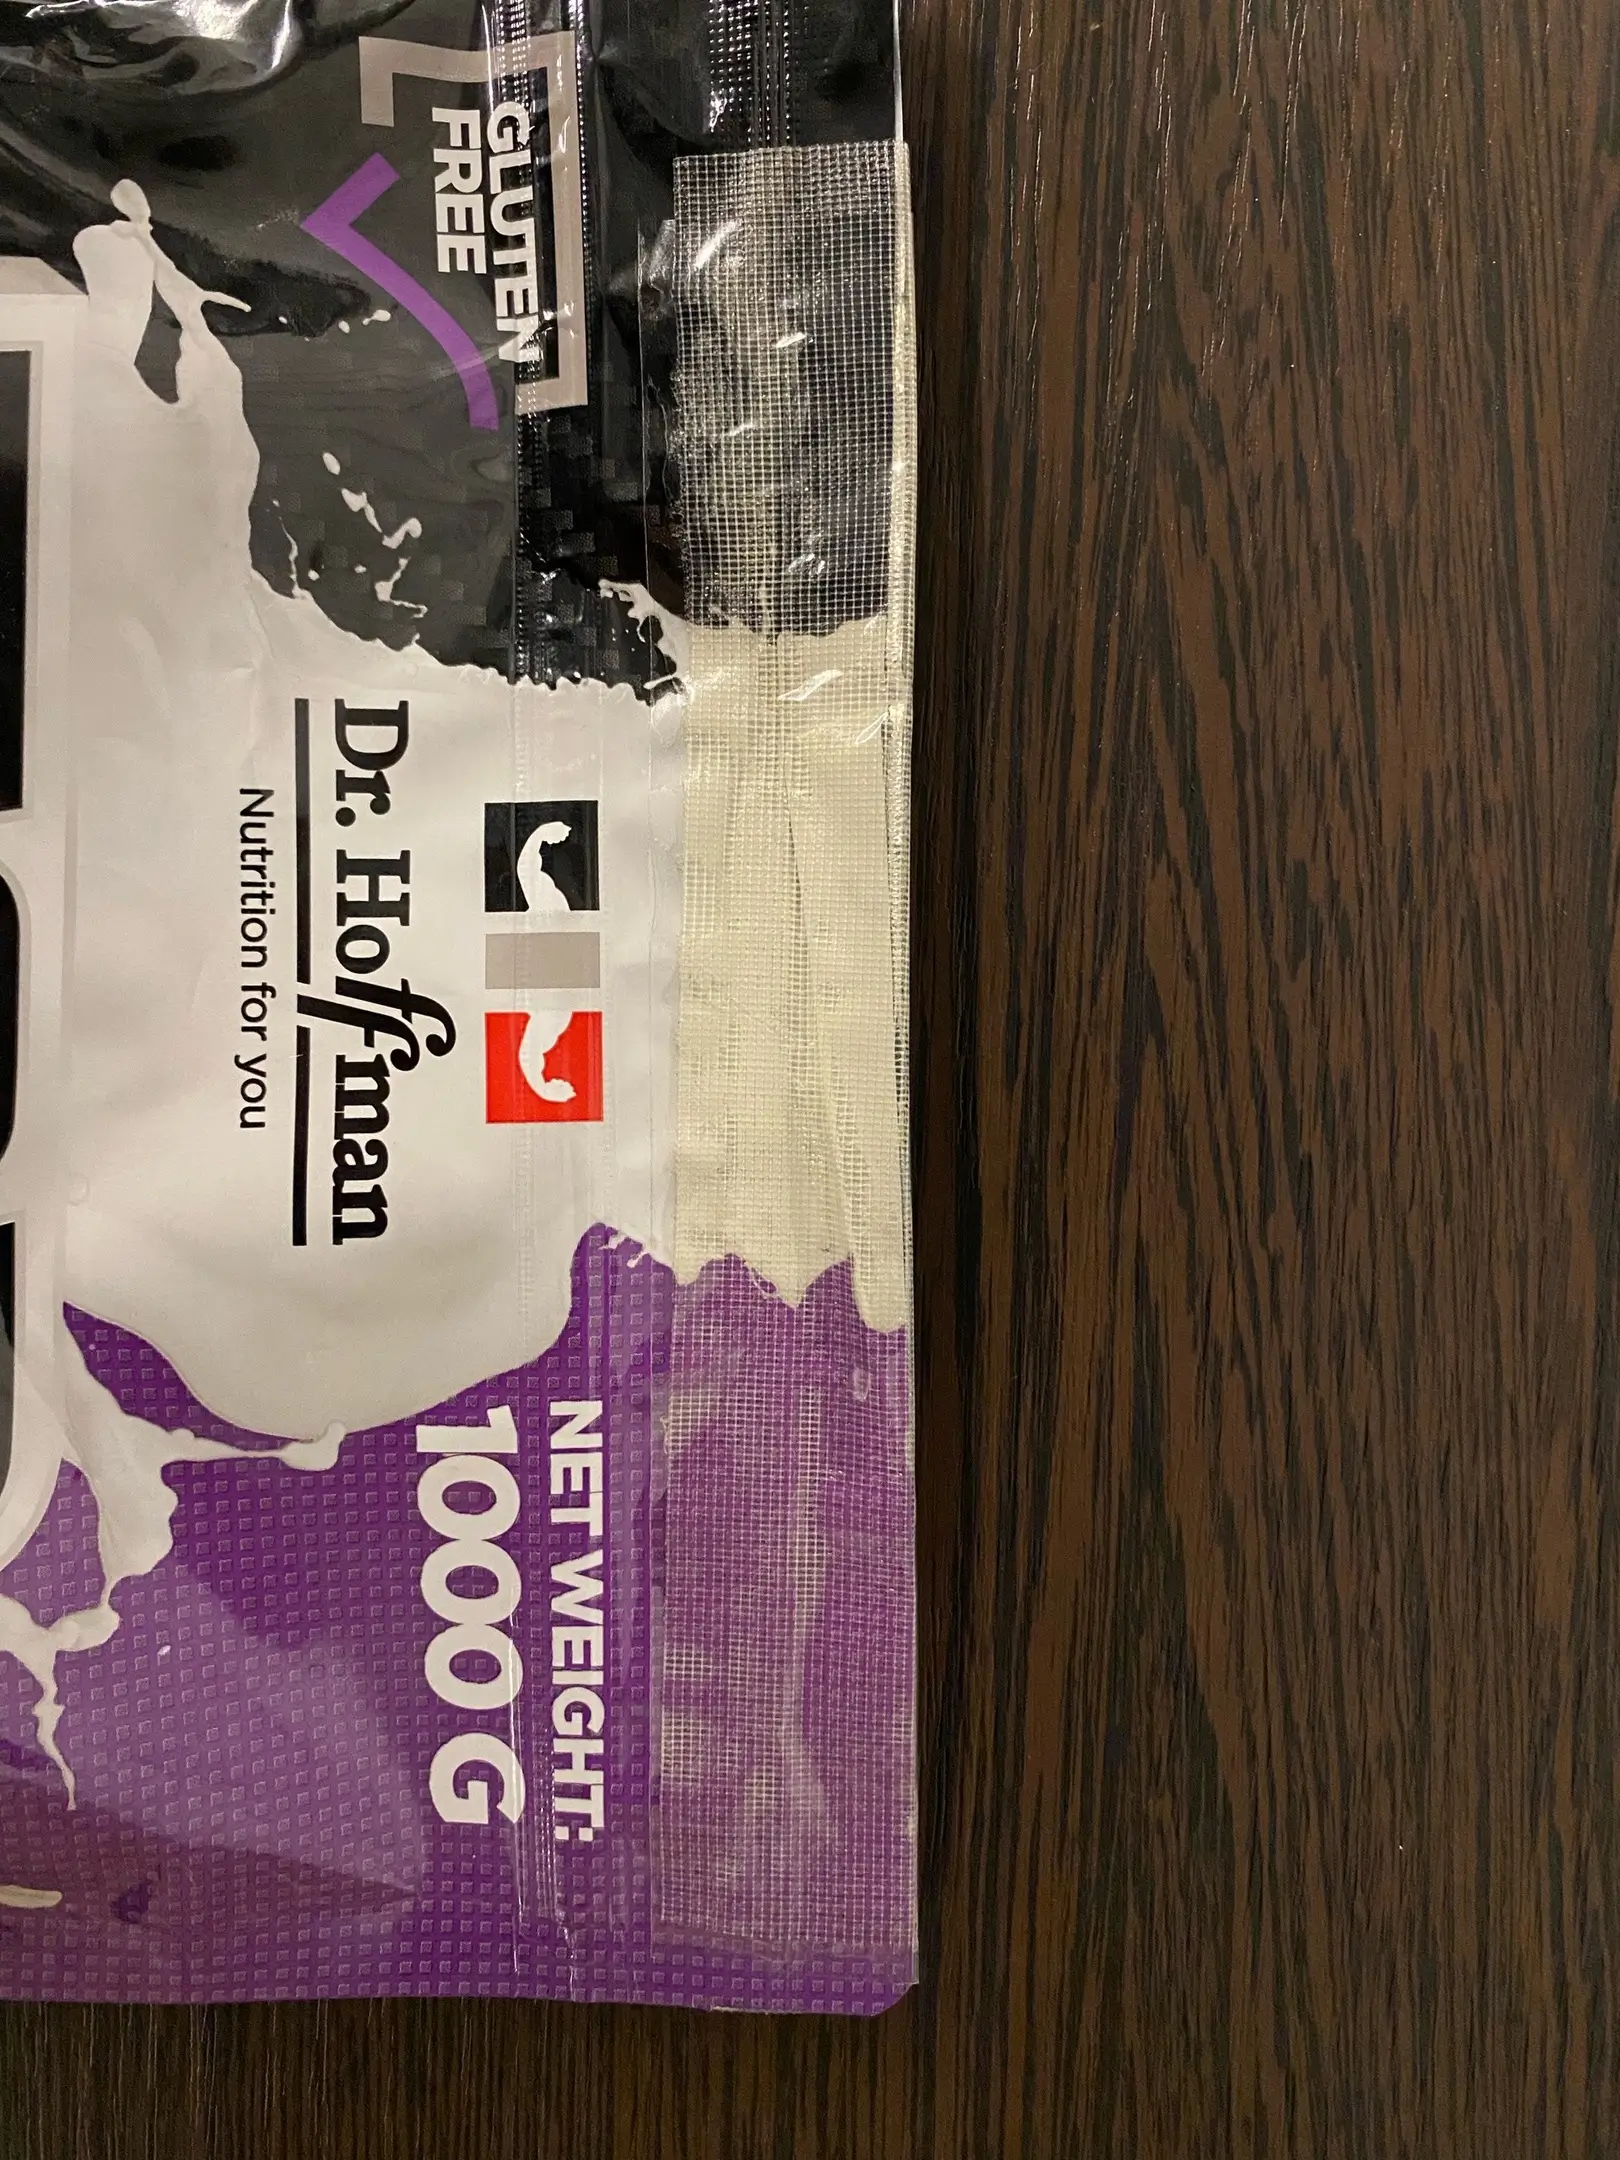 GLUTEN
FREE
Dr. Hoffman
Nutrition for you
NET WEIGHT:
1000 G